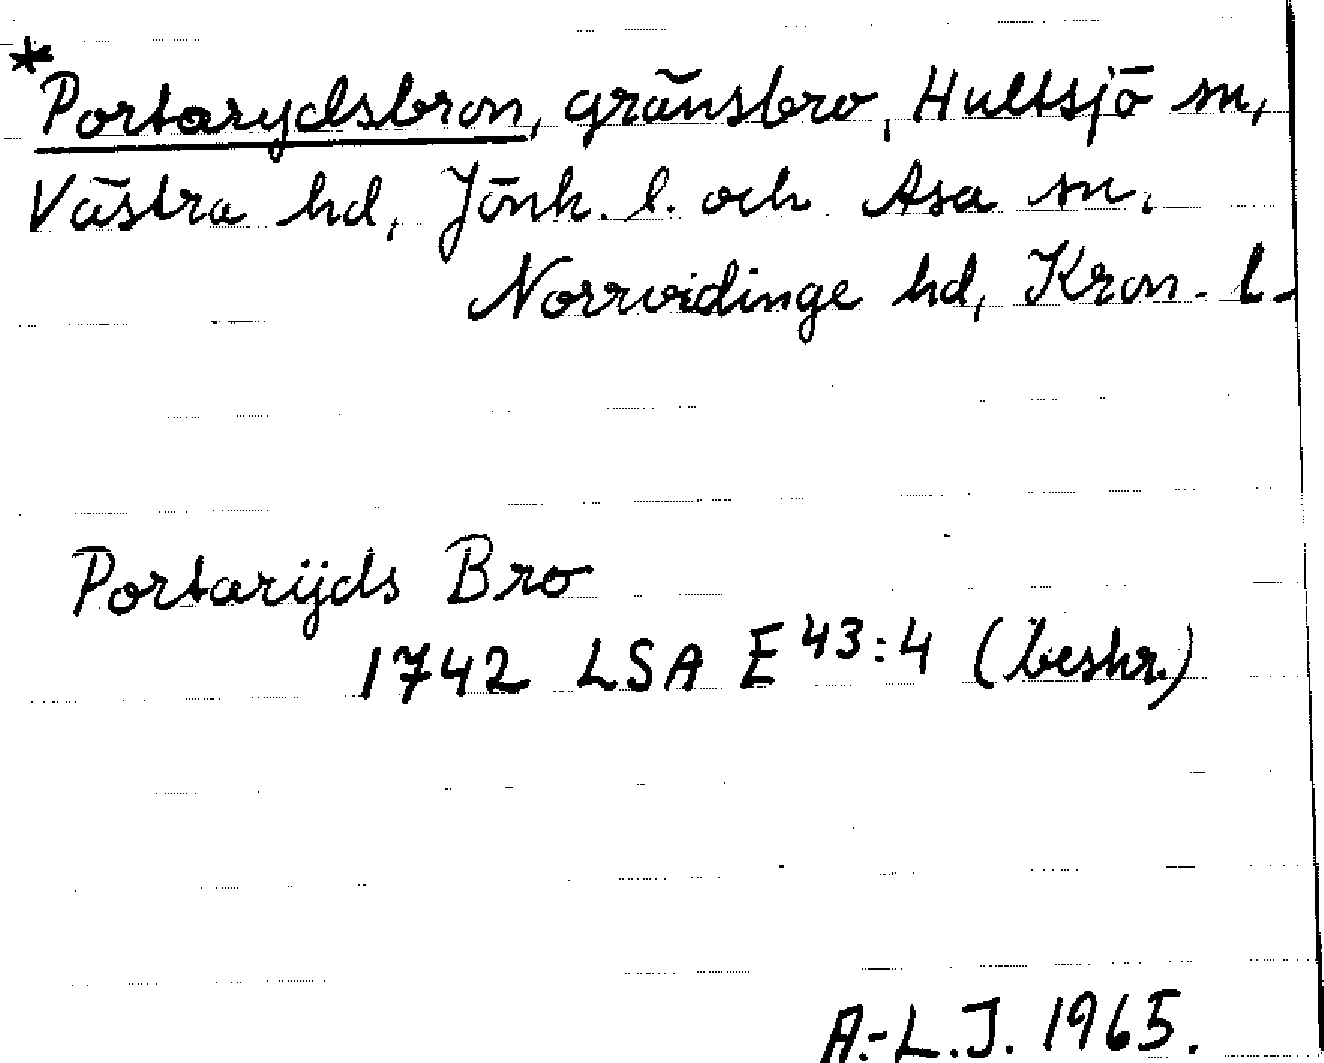 *Portarydsbron, gränsbro, Hultsjö sn,
Västra hd, Jönk. l. och Asa sn,
Norrvidinge hd, Kron. l.
Portarÿds Bro
1742 LSA E 43:4 (beskr.)
A.-L.J. 1965.